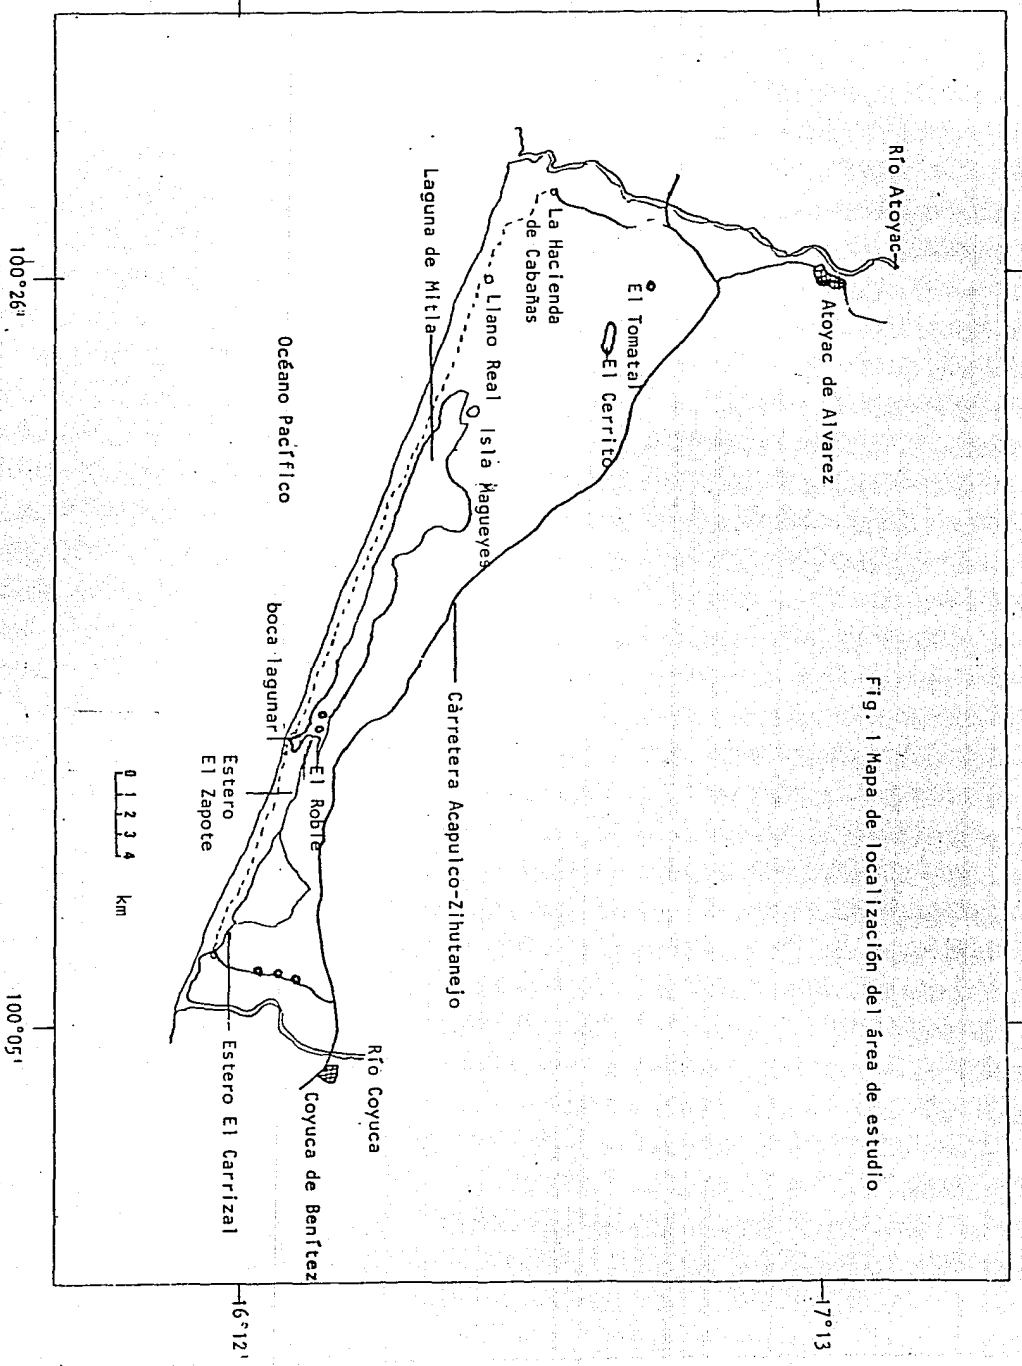 Río Atoyac
Atoyac de Alvarez
El Tomatal
El Cerrito
La Hacienda
de Cabañas
Llano Real
Isla Magueyes
Laguna de Mitla
Océano Pacífico
boca lagunar
El Roble
Estero
El Zapote
Càrretera Acapulco-Zihutanejo
Río Coyuca
Coyuca de Benítez
Estero El Carrizal
0 1 2 3 4 km
100°26'
100°05'
17°13
16°12'
Fig. 1 Mapa de localización del área de estudio